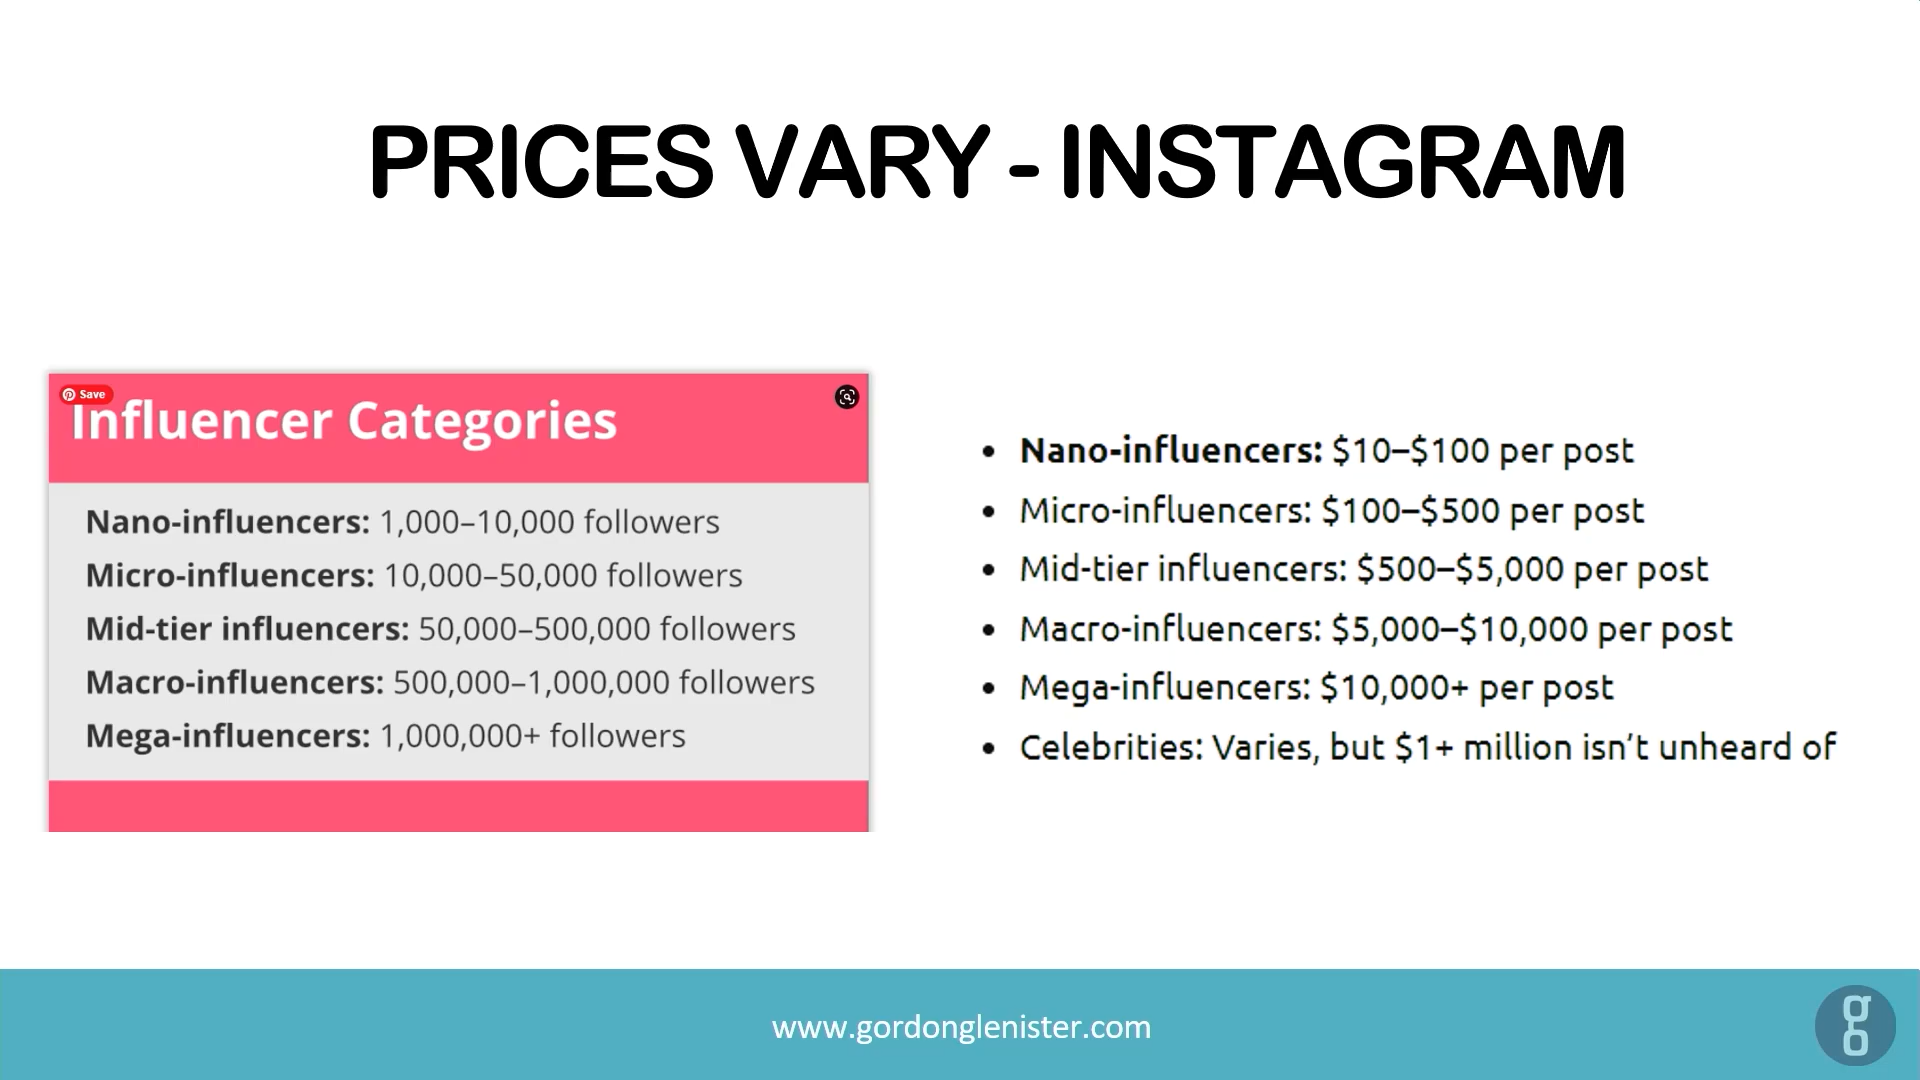 PRICES VARY - INSTAGRAM
Save
Influencer Categories
Nano-influencers: 1,000–10,000 followers
Micro-influencers: 10,000–50,000 followers
Mid-tier influencers: 50,000–500,000 followers
Macro-influencers: 500,000–1,000,000 followers
Mega-influencers: 1,000,000+ followers
• Nano-influencers: $10–$100 per post
• Micro-influencers: $100–$500 per post
• Mid-tier influencers: $500–$5,000 per post
• Macro-influencers: $5,000–$10,000 per post
• Mega-influencers: $10,000+ per post
• Celebrities: Varies, but $1+ million isn’t unheard of
www.gordonglenister.com
g
o